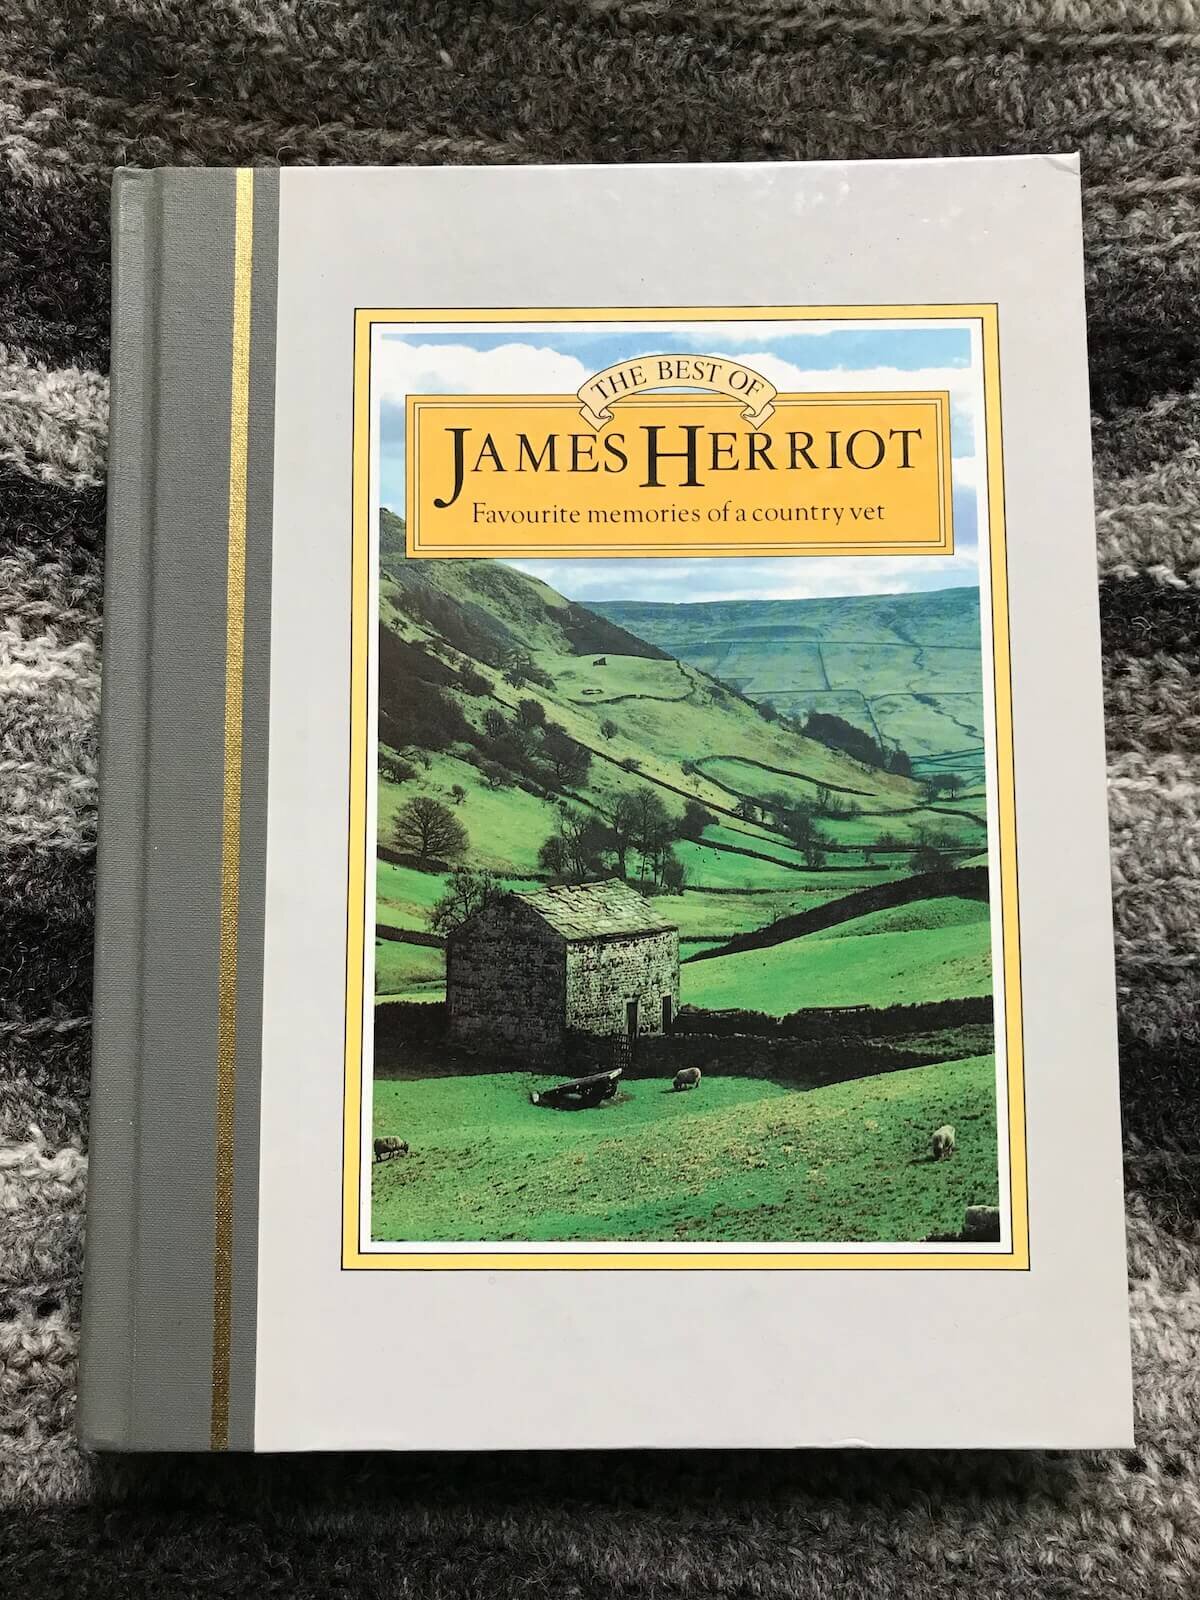 THE BEST OF
JAMES HERRIOT
Favourite memories of a country vet